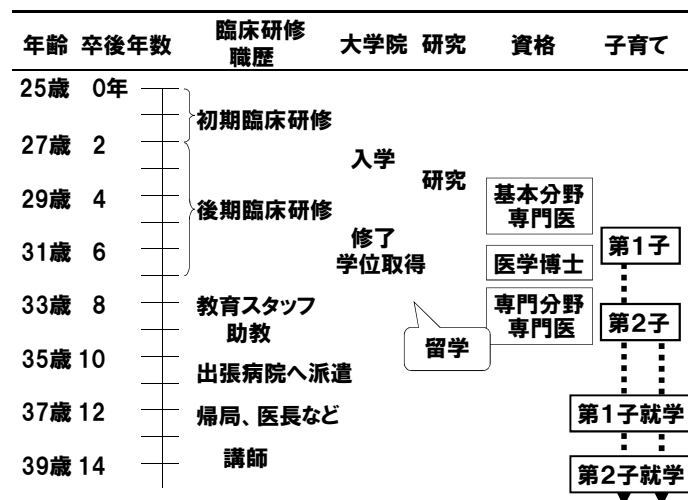 年齢 卒後年数 臨床研修 職歴 大学院 研究 資格 子育て
25歳 0年
初期臨床研修
27歳 2
入学
研究
29歳 4
基本分野
専門医
後期臨床研修
修了
学位取得
31歳 6
医学博士
第1子
33歳 8
教育スタッフ
助教
専門分野
専門医
第2子
留学
35歳 10
出張病院へ派遣
37歳 12
帰局、医長など
第1子就学
講師
39歳 14
第2子就学